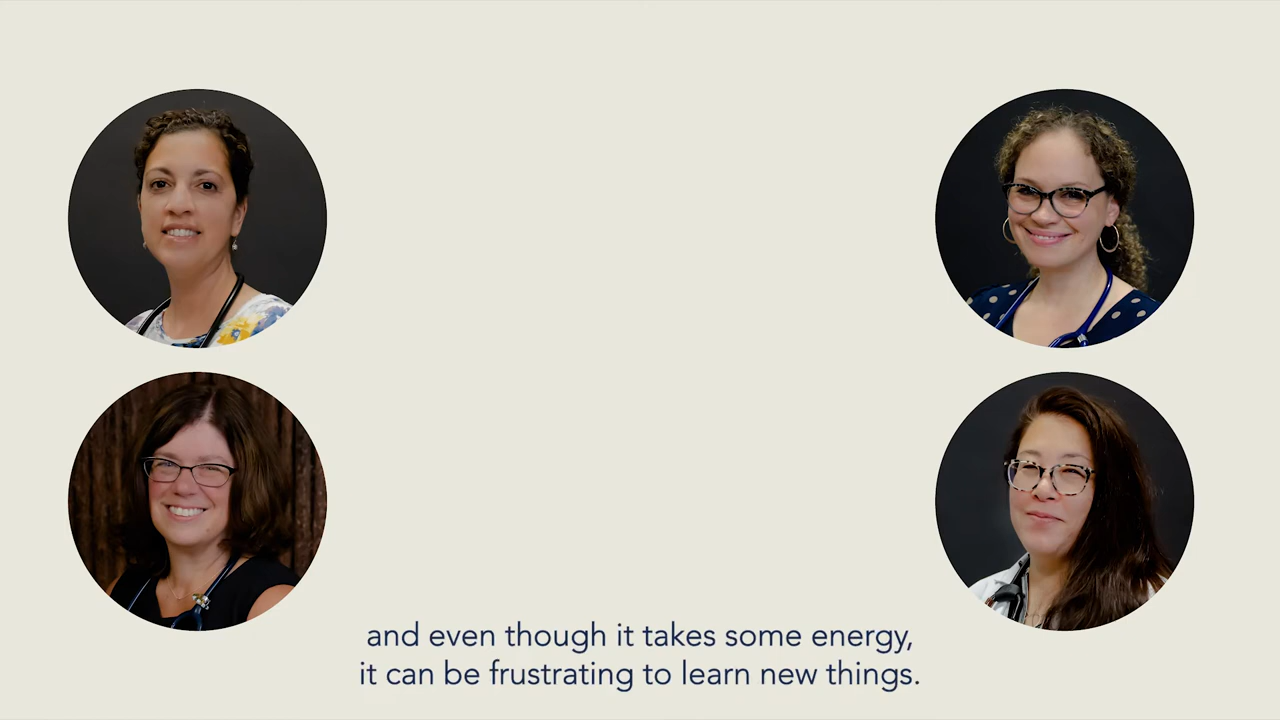 and even though it takes some energy,
it can be frustrating to learn new things.